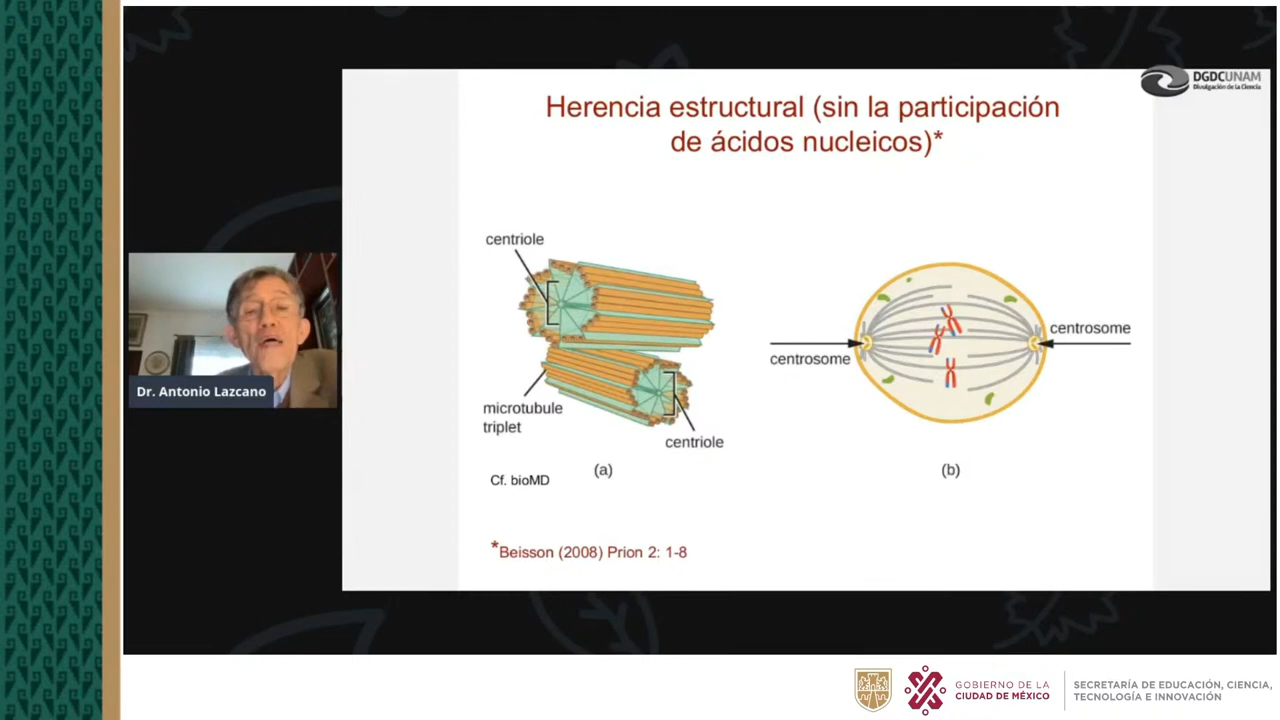 DGDCUNAM
Divulgación de la Ciencia
Herencia estructural (sin la participación
de ácidos nucleicos)*
centriole
microtubule
triplet
centriole
(a)
Cf. bioMD
centrosome
centrosome
(b)
*Beisson (2008) Prion 2: 1-8
Dr. Antonio Lazcano
GOBIERNO DE LA
CIUDAD DE MÉXICO
SECRETARÍA DE EDUCACIÓN, CIENCIA,
TECNOLOGÍA E INNOVACIÓN